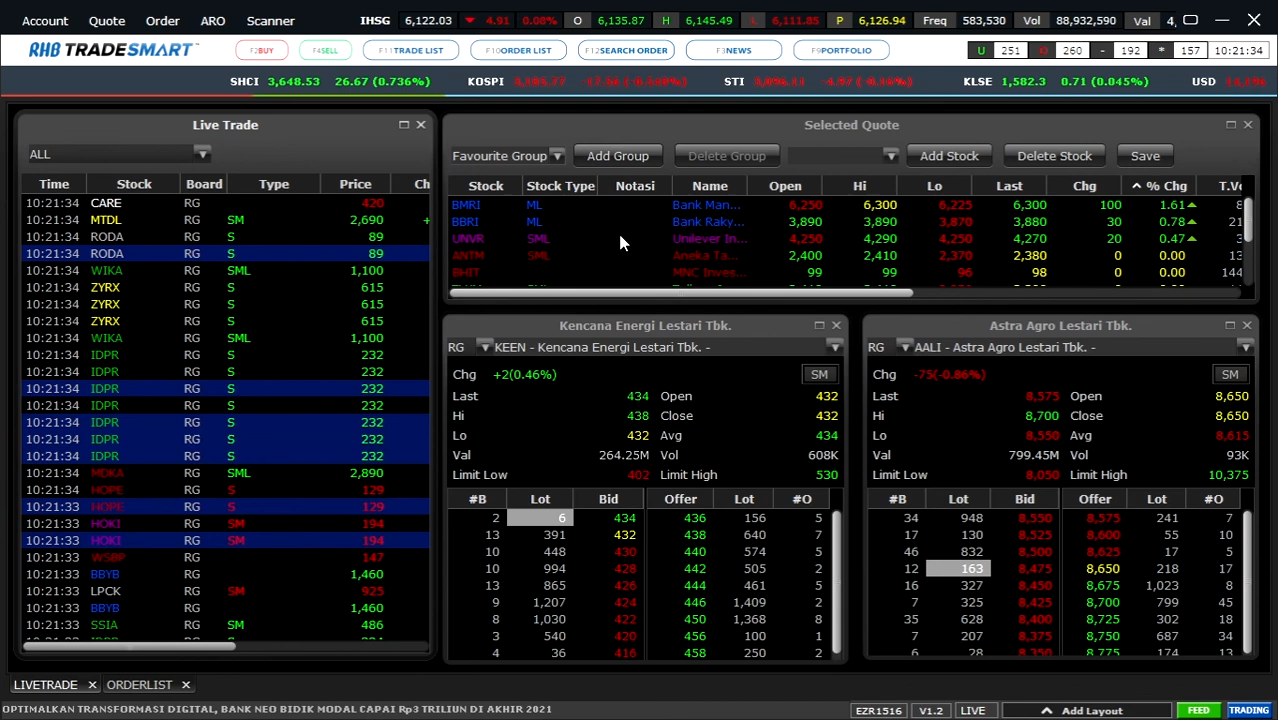 Account Quote Order ARO Scanner IHSG 6,122.03 4.91 0.08% O 6,135.87 H 6,145.49 L 6,111.85 P 6,126.94 Freq 583,530 Vol 88,932,590 Val 4,
RHB TRADESMART F2BUY F4SELL F11TRADE LIST F10ORDER LIST F12SEARCH ORDER F3NEWS F9PORTFOLIO U 251 D 260 - 192 * 157 10:21:34
SHCI 3,648.53 26.67 (0.736%) KOSPI STI KLSE 1,582.3 0.71 (0.045%) USD
Live Trade
ALL
Time Stock Board Type Price Ch
10:21:34 CARE RG 420
10:21:34 MTDL RG SM 2,690 +
10:21:34 RODA RG S 89
10:21:34 RODA RG S 89
10:21:34 WIKA RG SML 1,100
10:21:34 ZYRX RG S 615
10:21:34 ZYRX RG S 615
10:21:34 ZYRX RG S 615
10:21:34 WIKA RG SML 1,100
10:21:34 IDPR RG S 232
10:21:34 IDPR RG S 232
10:21:34 IDPR RG S 232
10:21:34 IDPR RG S 232
10:21:34 IDPR RG S 232
10:21:34 IDPR RG S 232
10:21:34 IDPR RG S 232
10:21:34 MDKA RG SML 2,890
10:21:34 HOPE RG S 129
10:21:34 HOPE RG S 129
10:21:33 HOKI RG SM 194
10:21:34 HOKI RG SM 194
10:21:33 WSBP RG 147
10:21:33 BBYB RG 1,460
10:21:33 LPCK RG SM 925
10:21:33 BBYB RG 1,460
10:21:33 SSIA RG SM 486
Selected Quote
Favourite Group Add Group Delete Group Add Stock Delete Stock Save
Stock Stock Type Notasi Name Open Hi Lo Last Chg % Chg T.Vo
BMRI ML Bank Man... 6,250 6,300 6,225 6,300 100 1.61 8
BBRI ML Bank Raky... 3,890 3,890 3,870 3,880 30 0.78 21
UNVR SML Unilever In... 4,250 4,290 4,250 4,270 20 0.47 3
ANTM SML Aneka Ta... 2,400 2,410 2,370 2,380 0 0.00 13
BHIT MNC Inves... 99 99 96 98 0 0.00 144
Kencana Energi Lestari Tbk.
RG KEEN - Kencana Energi Lestari Tbk. -
Chg +2(0.46%) SM
Last 434 Open 432
Hi 438 Close 432
Lo 432 Avg 434
Val 264.25M Vol 608K
Limit Low 402 Limit High 530
#B Lot Bid Offer Lot #O
2 6 434 436 156 5
13 391 432 438 640 7
10 448 430 440 574 5
10 994 428 442 505 2
13 865 426 444 461 5
9 1,207 424 446 1,409 2
8 1,030 422 450 1,368 8
3 540 420 456 100 1
4 36 416 458 250 2
Astra Agro Lestari Tbk.
RG AALI - Astra Agro Lestari Tbk. -
Chg -75(-0.86%) SM
Last 8,575 Open 8,650
Hi 8,700 Close 8,650
Lo 8,550 Avg 8,615
Val 799.45M Vol 93K
Limit Low 8,050 Limit High 10,375
#B Lot Bid Offer Lot #O
34 948 8,550 8,575 241 7
17 130 8,525 8,600 55 10
46 832 8,500 8,625 17 5
12 163 8,475 8,650 218 17
16 327 8,450 8,675 1,023 8
7 325 8,425 8,700 799 45
35 628 8,400 8,725 302 18
7 207 8,375 8,750 687 34
6 28 8,350 8,775 174 13
LIVETRADE ORDERLIST
OPTIMALKAN TRANSFORMASI DIGITAL, BANK NEO BIDIK MODAL CAPAI Rp3 TRILIUN DI AKHIR 2021 EZR1516 V1.2 LIVE Add Layout FEED TRADING